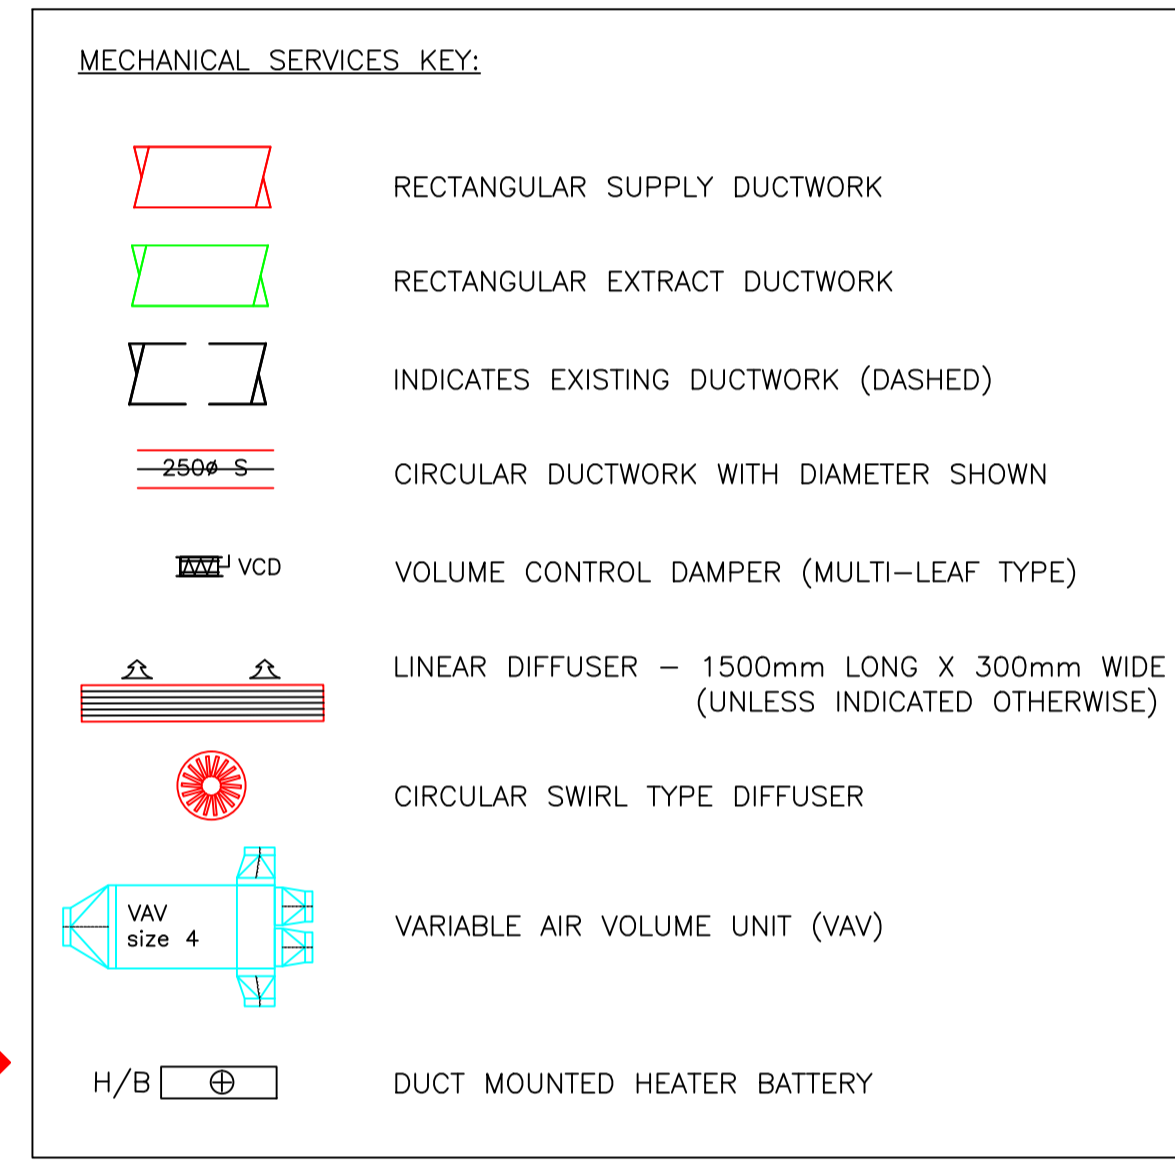 MECHANICAL SERVICES KEY:
RECTANGULAR SUPPLY DUCTWORK
RECTANGULAR EXTRACT DUCTWORK
INDICATES EXISTING DUCTWORK (DASHED)
250ø S CIRCULAR DUCTWORK WITH DIAMETER SHOWN
VCD VOLUME CONTROL DAMPER (MULTI-LEAF TYPE)
LINEAR DIFFUSER - 1500mm LONG X 300mm WIDE
(UNLESS INDICATED OTHERWISE)
CIRCULAR SWIRL TYPE DIFFUSER
VAV
size 4
VARIABLE AIR VOLUME UNIT (VAV)
H/B DUCT MOUNTED HEATER BATTERY